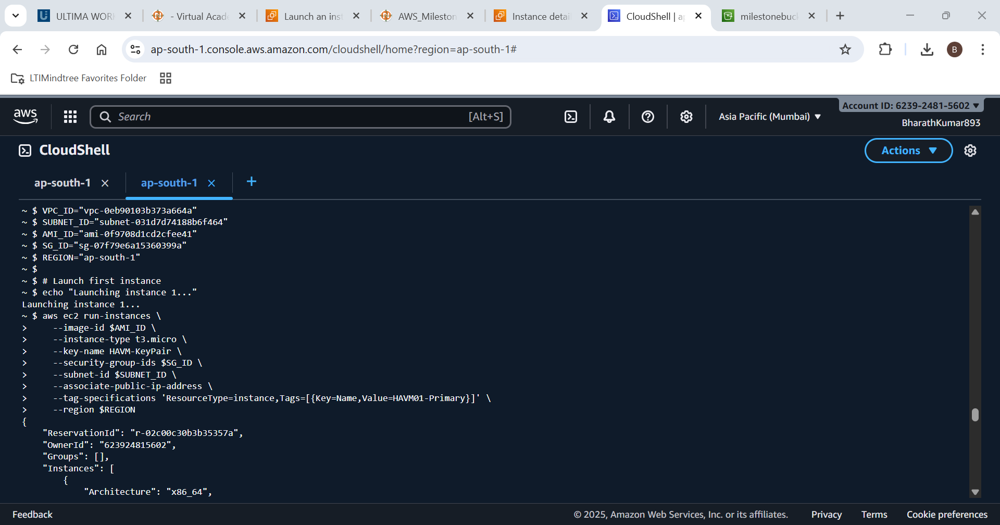 ULTIMA WOR
- Virtual Acad
Launch an inst
AWS_Mileston
Instance detai
CloudShell | ap
milestonebuc
ap-south-1.console.aws.amazon.com/cloudshell/home?region=ap-south-1#
B
LTIMindtree Favorites Folder
aws
Search [Alt+S]
Asia Pacific (Mumbai)
Account ID: 6239-2481-5602
BharathKumar893
CloudShell
Actions
ap-south-1
ap-south-1
~ $ VPC_ID="vpc-0eb90103b373a664a"
~ $ SUBNET_ID="subnet-031d7d74188b6f464"
~ $ AMI_ID="ami-0f9708d1cd2cfee41"
~ $ SG_ID="sg-07f79e6a15360399a"
~ $ REGION="ap-south-1"
~ $
~ $ # Launch first instance
~ $ echo "Launching instance 1..."
Launching instance 1...
~ $ aws ec2 run-instances \
>     --image-id $AMI_ID \
>     --instance-type t3.micro \
>     --key-name HAVM-KeyPair \
>     --security-group-ids $SG_ID \
>     --subnet-id $SUBNET_ID \
>     --associate-public-ip-address \
>     --tag-specifications 'ResourceType=instance,Tags=[{Key=Name,Value=HAVM01-Primary}]' \
>     --region $REGION
{
    "ReservationId": "r-02c00c30b3b35357a",
    "OwnerId": "623924815602",
    "Groups": [],
    "Instances": [
        {
            "Architecture": "x86_64",
Feedback
© 2025, Amazon Web Services, Inc. or its affiliates.
Privacy
Terms
Cookie preferences